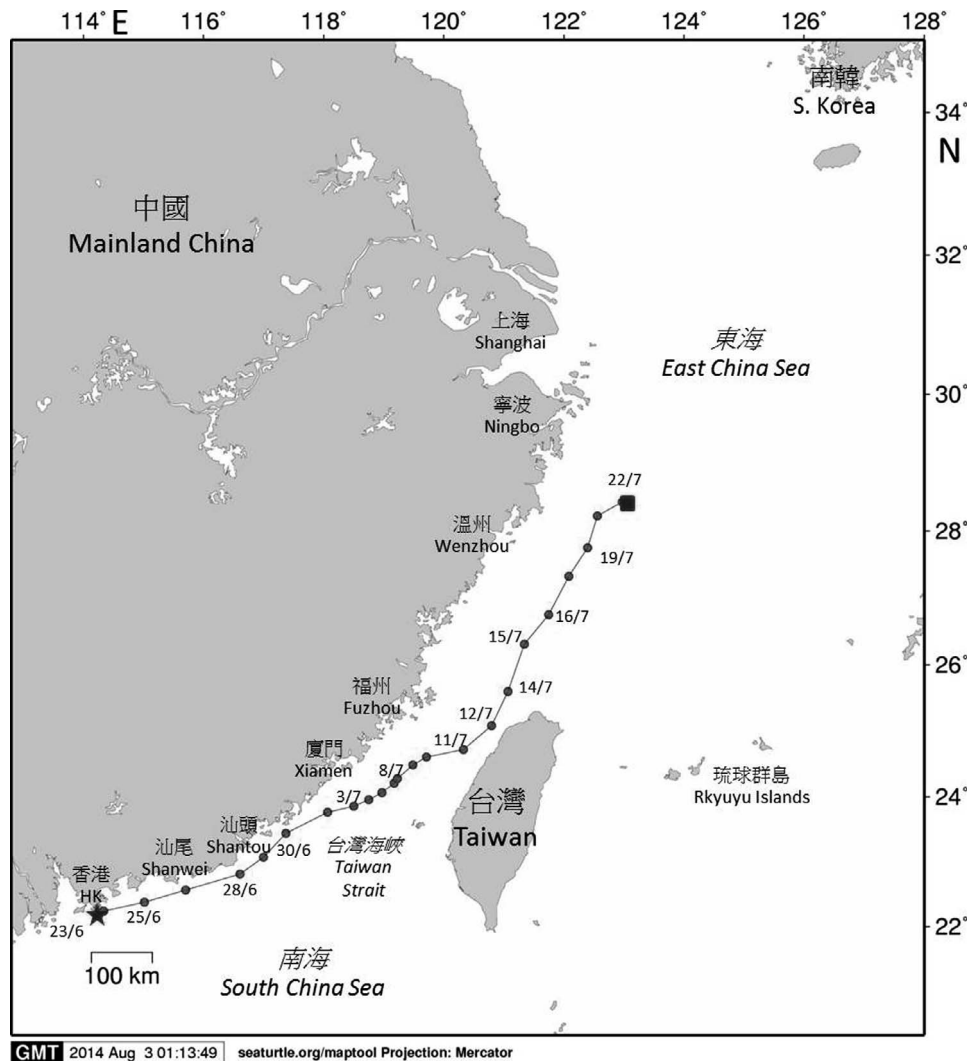 114°
E
116°
118°
120°
122°
124°
126°
128°
南韓
S. Korea
34°
N
中國
Mainland China
32°
上海
Shanghai
東海
East China Sea
30°
寧波
Ningbo
22/7
溫州
Wenzhou
28°
19/7
16/7
15/7
26°
福州
Fuzhou
14/7
12/7
11/7
廈門
Xiamen
8/7
3/7
琉球群島
Rkyuyu Islands
24°
台灣
Taiwan
汕頭
Shantou
30/6
台灣海峽
Taiwan
Strait
汕尾
Shanwei
28/6
香港
HK
25/6
23/6
22°
100 km
南海
South China Sea
GMT 2014 Aug 3 01:13:49 seaturtle.org/maptool Projection: Mercator